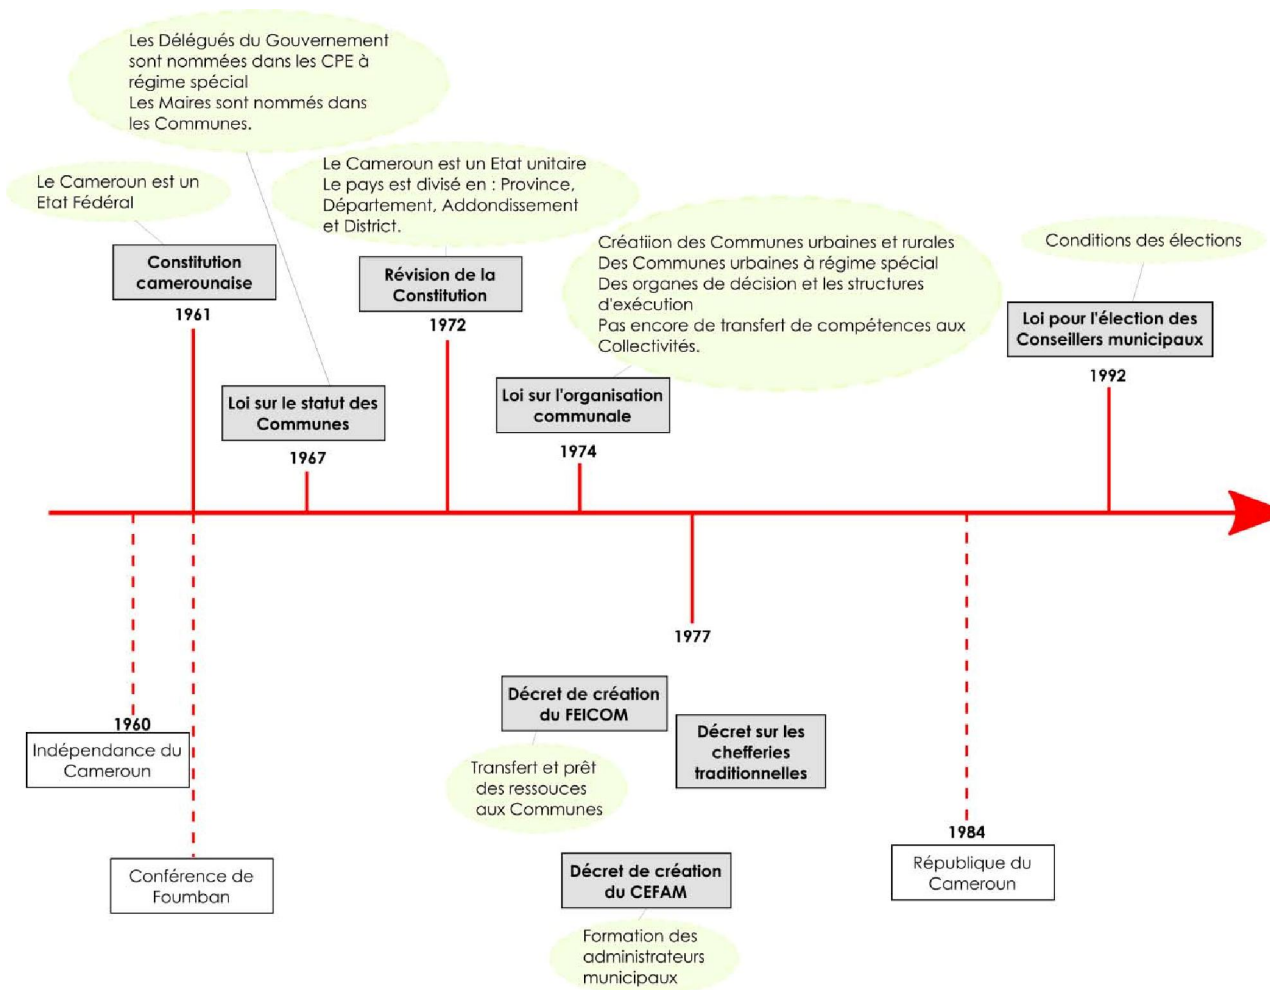 Les Délégués du Gouvernement
sont nommées dans les CPE à
régime spécial
Les Maires sont nommés dans
les Communes.
Le Cameroun est un
Etat Fédéral
Le Cameroun est un Etat unitaire
Le pays est divisé en : Province,
Département, Addondissement
et District.
Créatiion des Communes urbaines et rurales
Des Communes urbaines à régime spécial
Des organes de décision et les structures
d'exécution
Pas encore de transfert de compétences aux
Collectivités.
Conditions des élections
Constitution
camerounaise
1961
Révision de la
Constitution
1972
Loi pour l'élection des
Conseillers municipaux
1992
Loi sur le statut des
Communes
1967
Loi sur l'organisation
communale
1974
1977
1960
Indépendance du
Cameroun
Conférence de
Foumban
Décret de création
du FEICOM
Transfert et prêt
des ressouces
aux Communes
Décret sur les
chefferies
traditionnelles
Décret de création
du CEFAM
Formation des
administrateurs
municipaux
1984
République du
Cameroun